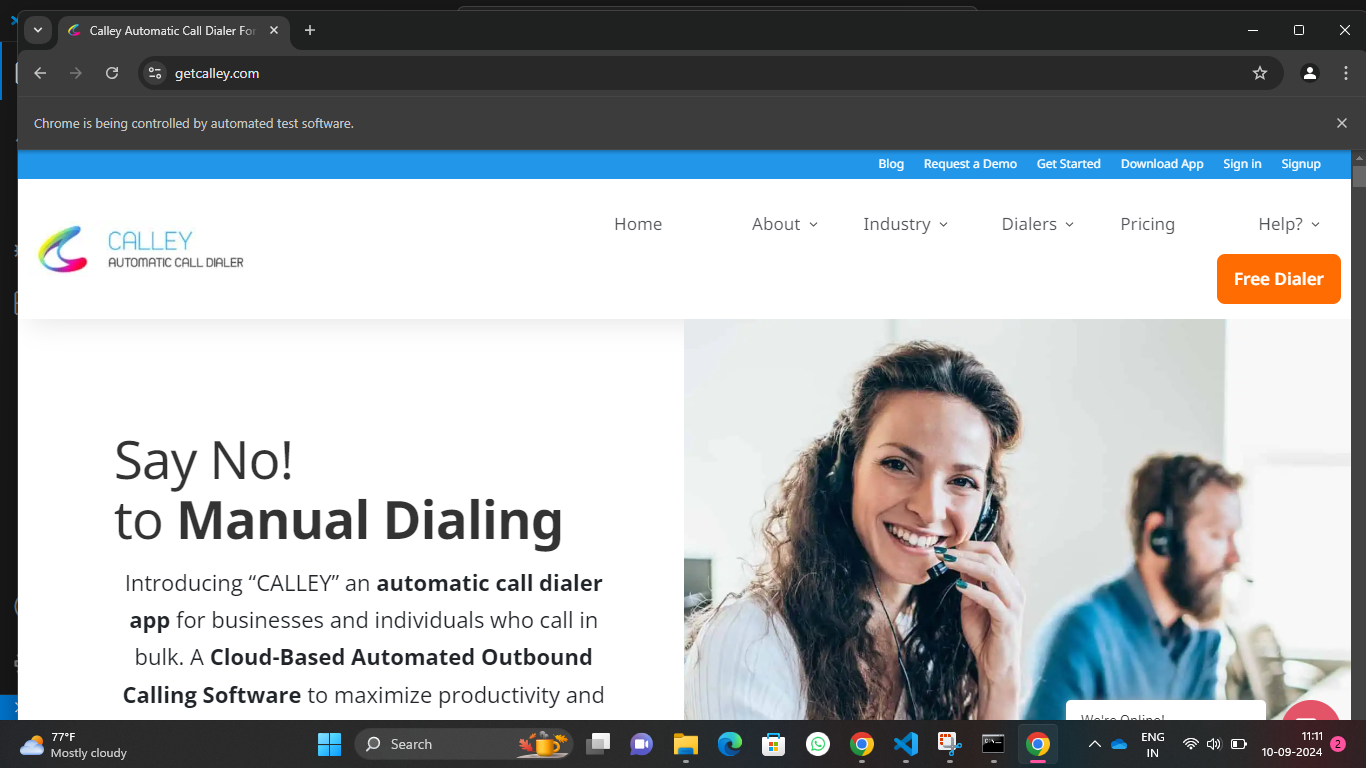 Calley Automatic Call Dialer For
getcalley.com
Chrome is being controlled by automated test software.
Blog Request a Demo Get Started Download App Sign in Signup
Home About Industry Dialers Pricing Help?
CALLEY
AUTOMATIC CALL DIALER
Free Dialer
Say No!
to Manual Dialing
Introducing “CALLEY” an automatic call dialer
app for businesses and individuals who call in
bulk. A Cloud-Based Automated Outbound
Calling Software to maximize productivity and
We're Online!
77°F
Mostly cloudy
Search
ENG
IN
11:11
10-09-2024
2